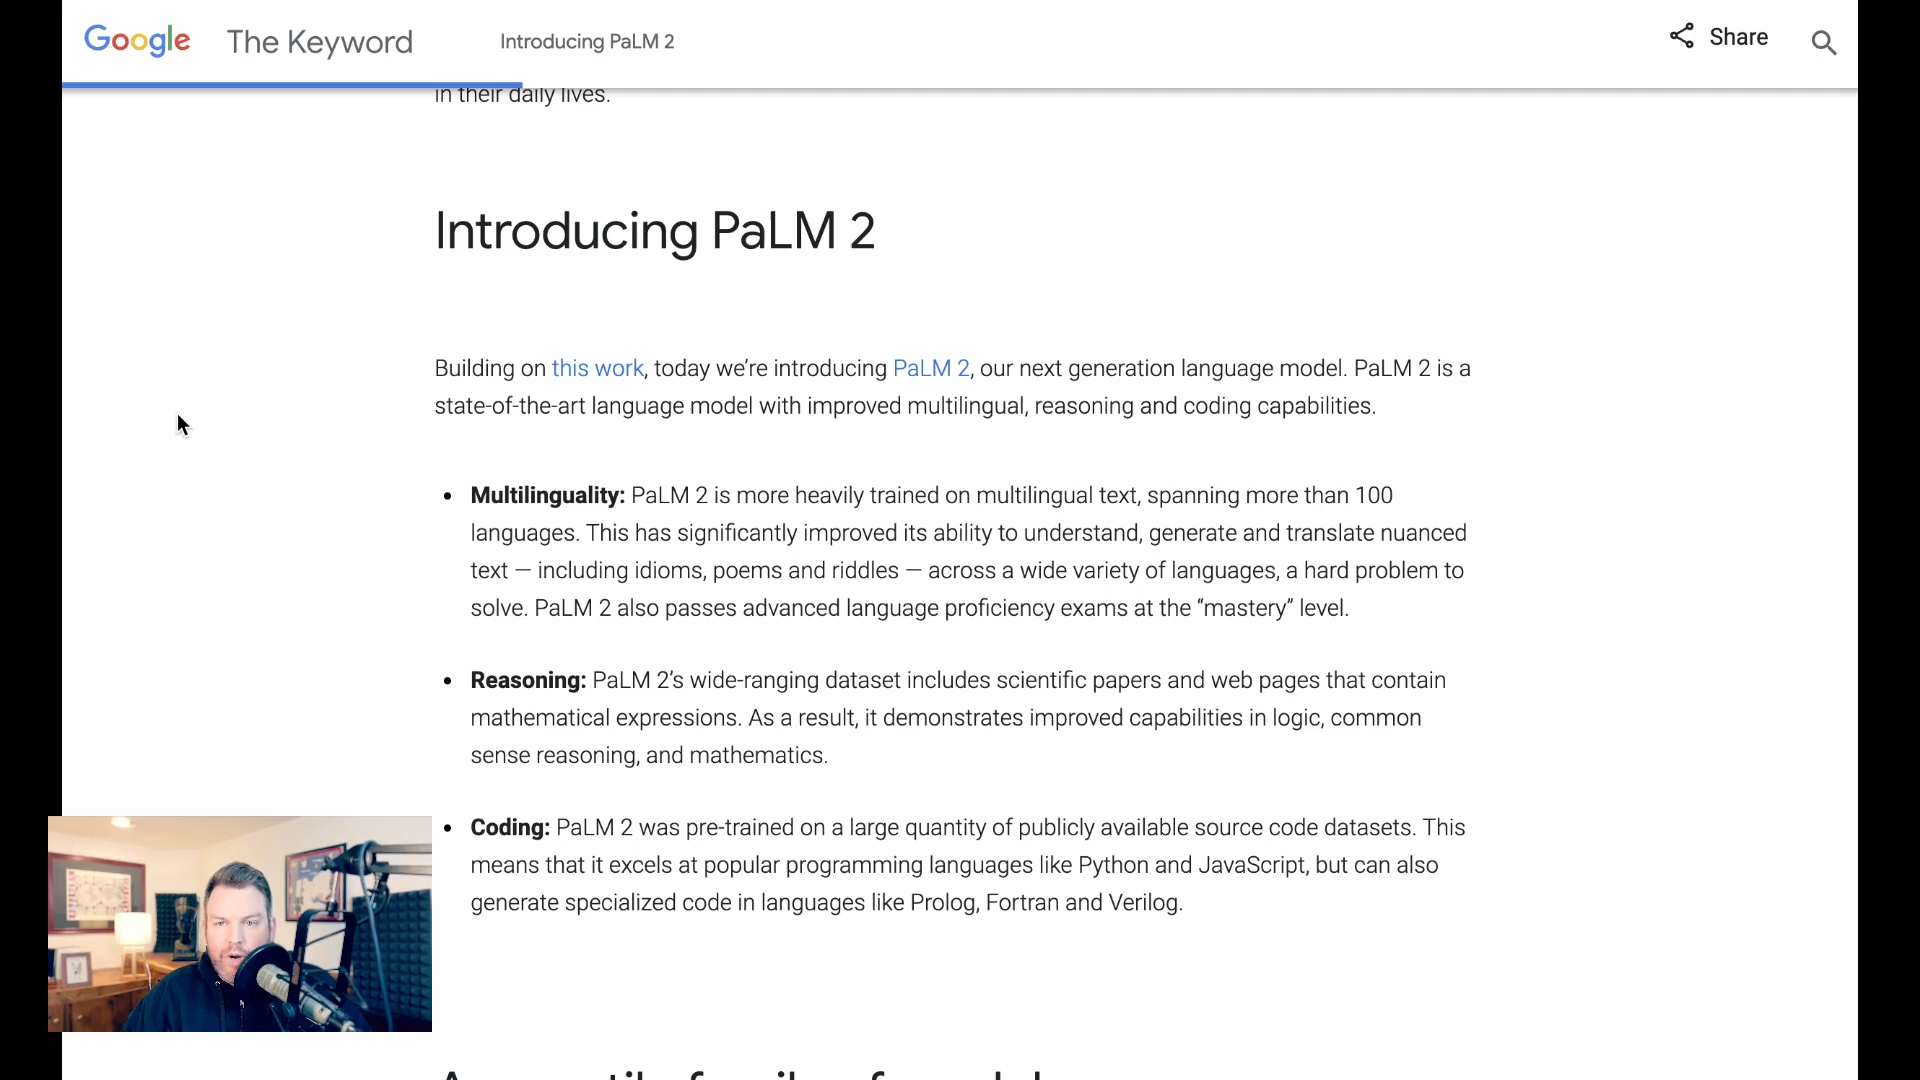 Google The Keyword Introducing PaLM 2 Share
in their daily lives.
Introducing PaLM 2
Building on this work, today we’re introducing PaLM 2, our next generation language model. PaLM 2 is a
state-of-the-art language model with improved multilingual, reasoning and coding capabilities.
• Multilinguality: PaLM 2 is more heavily trained on multilingual text, spanning more than 100
languages. This has significantly improved its ability to understand, generate and translate nuanced
text — including idioms, poems and riddles — across a wide variety of languages, a hard problem to
solve. PaLM 2 also passes advanced language proficiency exams at the “mastery” level.
• Reasoning: PaLM 2’s wide-ranging dataset includes scientific papers and web pages that contain
mathematical expressions. As a result, it demonstrates improved capabilities in logic, common
sense reasoning, and mathematics.
• Coding: PaLM 2 was pre-trained on a large quantity of publicly available source code datasets. This
means that it excels at popular programming languages like Python and JavaScript, but can also
generate specialized code in languages like Prolog, Fortran and Verilog.